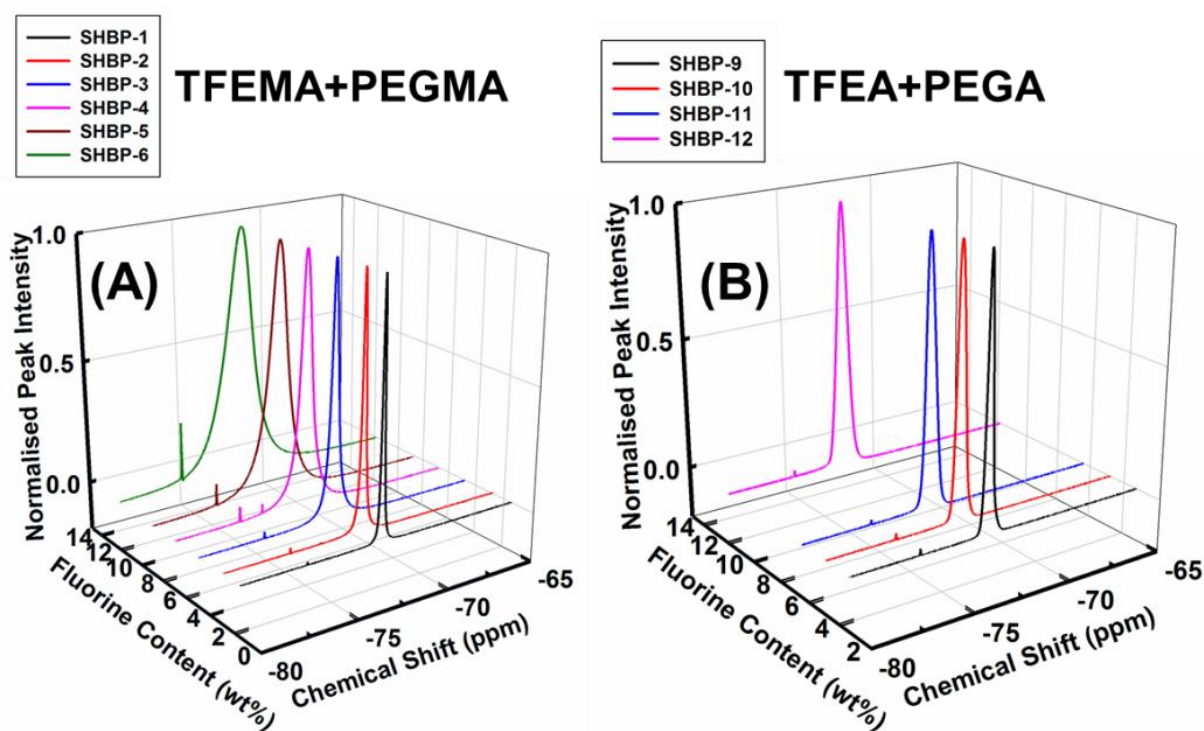 SHBP-1
SHBP-2
SHBP-3
SHBP-4
SHBP-5
SHBP-6
TFEMA+PEGMA
(A)
Normalised Peak Intensity
1.0
0.5
0.0
14
12
10
8
6
4
2
0
Fluorine Content (wt%)
-80
-75
-70
-65
Chemical Shift (ppm)
SHBP-9
SHBP-10
SHBP-11
SHBP-12
TFEA+PEGA
(B)
Normalised Peak Intensity
1.0
0.5
0.0
14
12
10
8
6
4
2
Fluorine Content (wt%)
-80
-75
-70
-65
Chemical Shift (ppm)